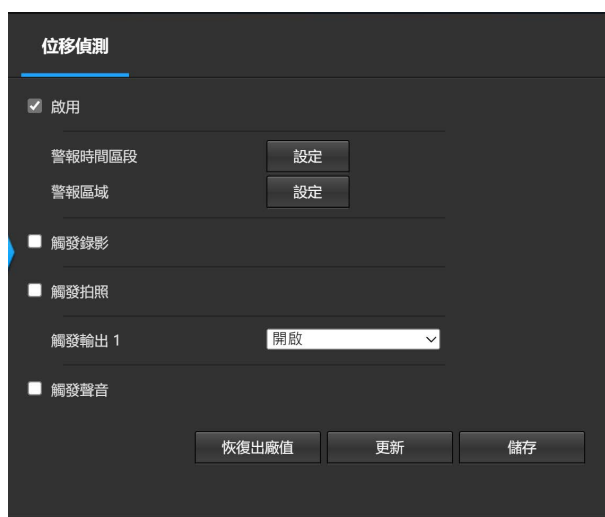 位移偵測
啟用
警報時間區段 設定
警報區域 設定
觸發錄影
觸發拍照
觸發輸出 1 開啟
觸發聲音
恢復出廠值 更新 儲存